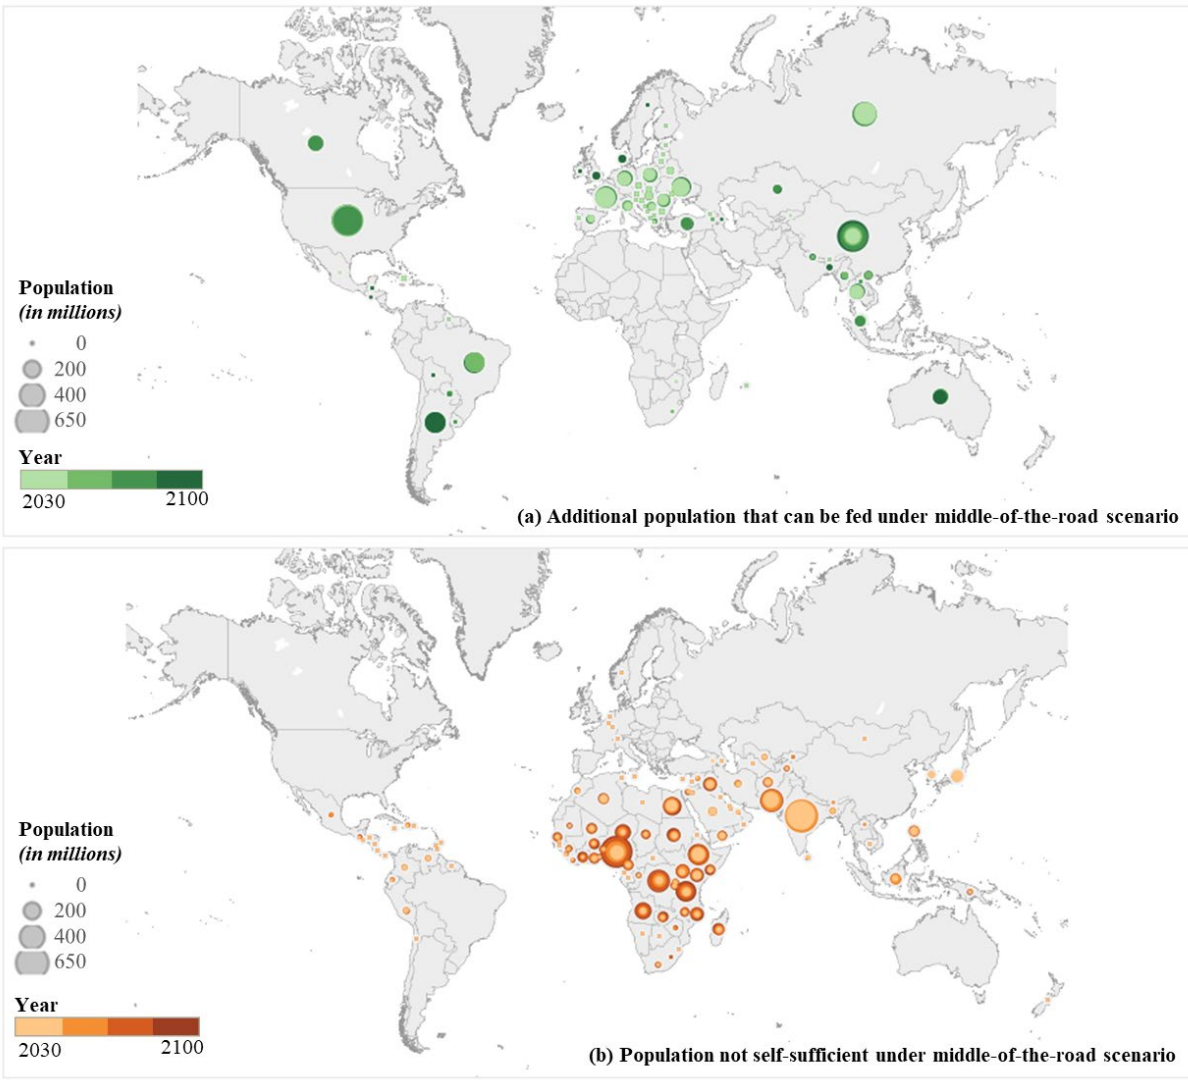 Population
(in millions)
0
200
400
650
Year
2030 2100
(a) Additional population that can be fed under middle-of-the-road scenario
Population
(in millions)
0
200
400
650
Year
2030 2100
(b) Population not self-sufficient under middle-of-the-road scenario